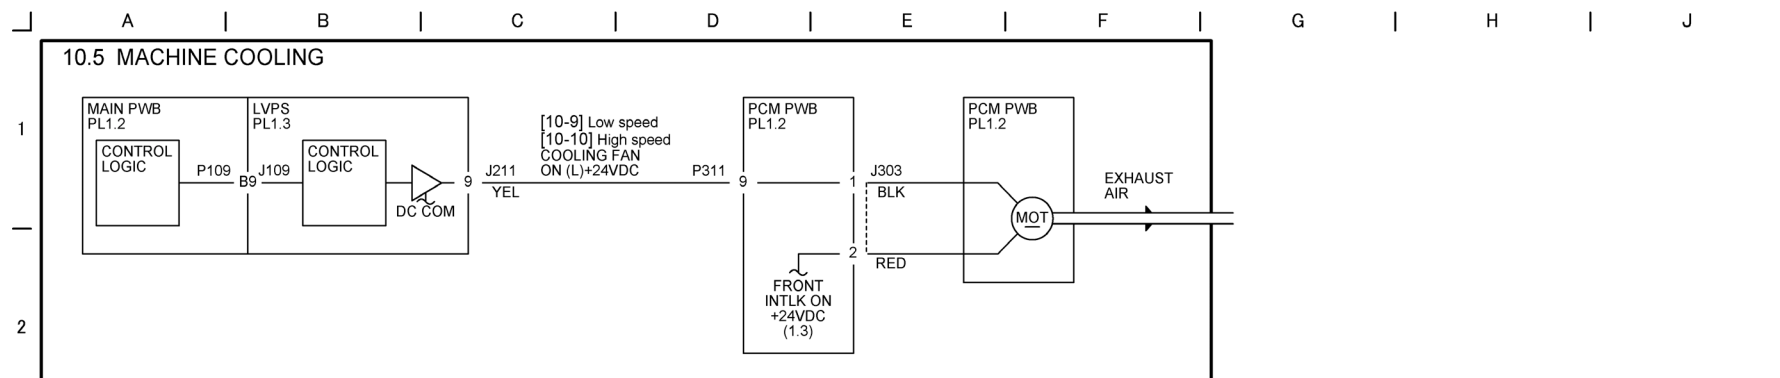 A B C D E F G H J
10.5 MACHINE COOLING
1
MAIN PWB
PL1.2
CONTROL
LOGIC
P109
B9
J109
LVPS
PL1.3
CONTROL
LOGIC
DC COM
9
J211
YEL
[10-9] Low speed
[10-10] High speed
COOLING FAN
ON (L)+24VDC
P311
9
PCM PWB
PL1.2
1
J303
BLK
2
RED
FRONT
INTLK ON
+24VDC
(1.3)
PCM PWB
PL1.2
MOT
EXHAUST
AIR
2